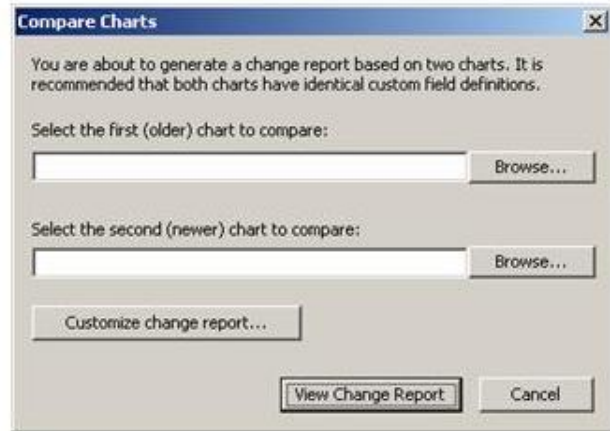 Compare Charts
You are about to generate a change report based on two charts. It is
recommended that both charts have identical custom field definitions.
Select the first (older) chart to compare:
Browse...
Select the second (newer) chart to compare:
Browse...
Customize change report...
View Change Report
Cancel